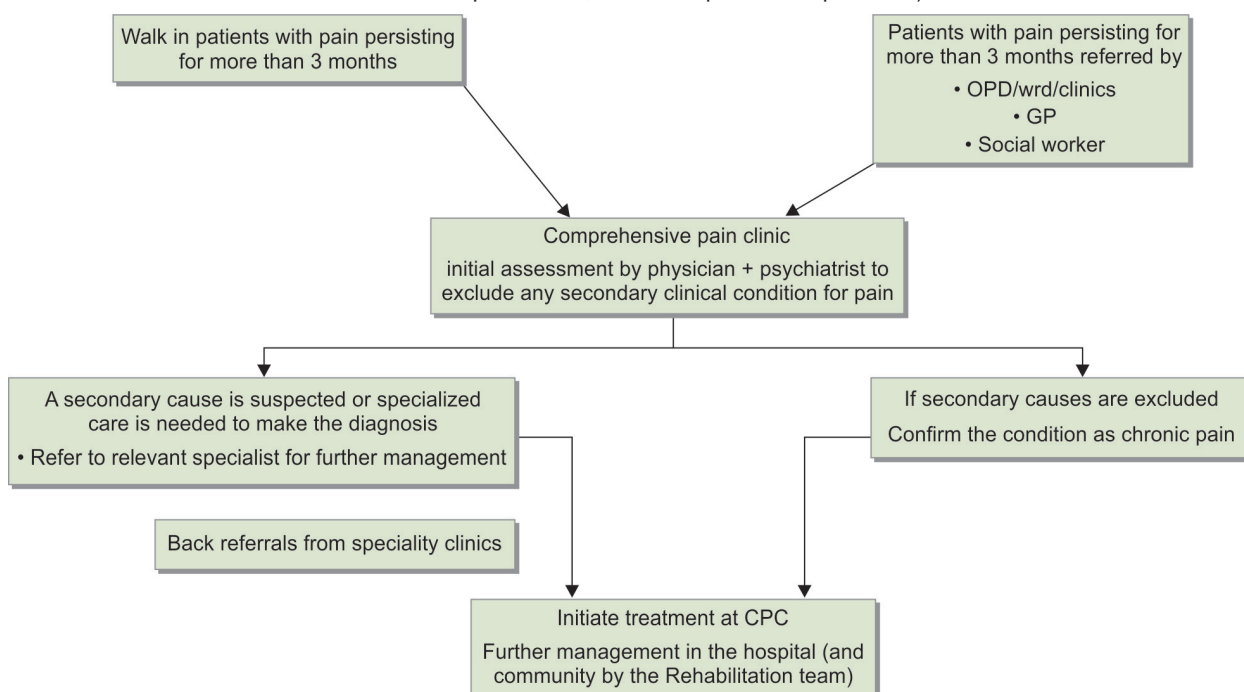 Walk in patients with pain persisting
for more than 3 months
Patients with pain persisting for
more than 3 months referred by
• OPD/wrd/clinics
• GP
• Social worker
Comprehensive pain clinic
initial assessment by physician + psychiatrist to
exclude any secondary clinical condition for pain
A secondary cause is suspected or specialized
care is needed to make the diagnosis
• Refer to relevant specialist for further management
If secondary causes are excluded
Confirm the condition as chronic pain
Back referrals from speciality clinics
Initiate treatment at CPC
Further management in the hospital (and
community by the Rehabilitation team)